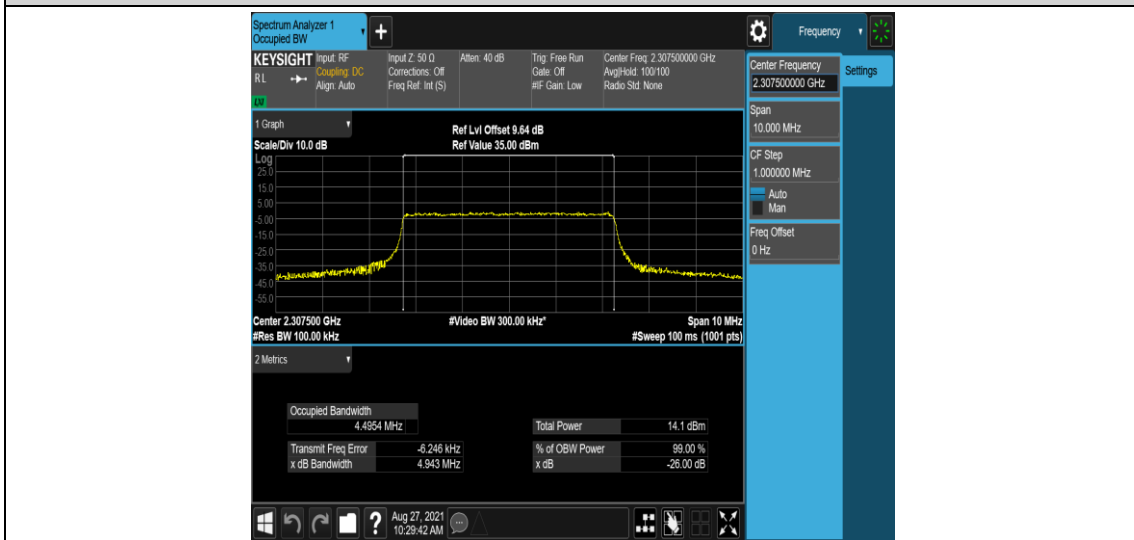 Spectrum Analyzer 1
Occupied BW
+
Frequency
KEYSIGHT
RL
LXI
Input: RF
Coupling: DC
Align: Auto
Input Z: 50 Ω
Corrections: Off
Freq Ref: Int (S)
Atten: 40 dB
Trig: Free Run
Gate: Off
#IF Gain: Low
Center Freq: 2.307500000 GHz
Avg|Hold: 100/100
Radio Std: None
Center Frequency
2.307500000 GHz
Settings
Span
10.000 MHz
CF Step
1.000000 MHz
Auto
Man
Freq Offset
0 Hz
1 Graph
Scale/Div 10.0 dB
Ref Lvl Offset 9.64 dB
Ref Value 35.00 dBm
Log
25.0
15.0
5.00
-5.00
-15.0
-25.0
-35.0
-45.0
-55.0
Center 2.307500 GHz
#Video BW 300.00 kHz*
Span 10 MHz
#Res BW 100.00 kHz
#Sweep 100 ms (1001 pts)
2 Metrics
Occupied Bandwidth
4.4954 MHz
Total Power 14.1 dBm
Transmit Freq Error -6.246 kHz
% of OBW Power 99.00 %
x dB Bandwidth 4.943 MHz
x dB -26.00 dB
?
Aug 27, 2021
10:29:42 AM